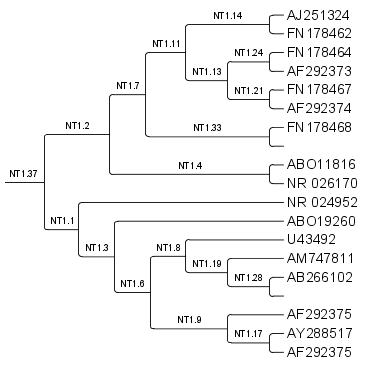 NT1.14
AJ251324
FN178462
NT1.11
NT1.24
FN178464
NT1.13
AF292373
NT1.7
NT1.21
FN178467
AF292374
NT1.2
NT1.33
FN178468
NT1.4
ABO11816
NR 026170
NT1.37
NR 024952
NT1.1
ABO19260
NT1.3
NT1.8
U43492
NT1.19
AM747811
NT1.28
AB266102
NT1.6
AF292375
NT1.9
NT1.17
AY288517
AF292375